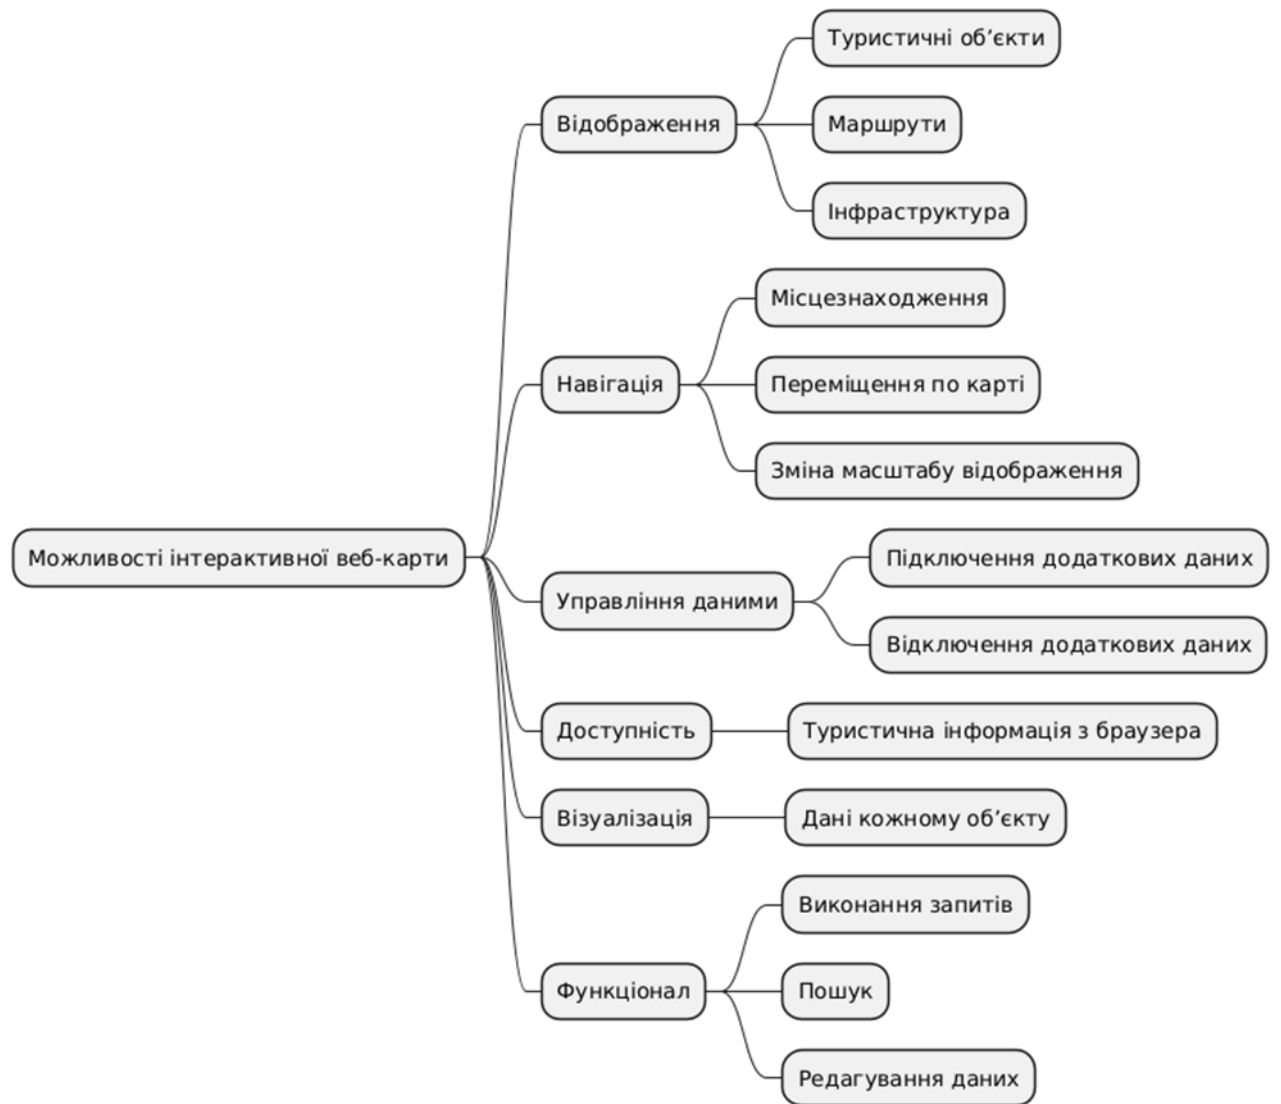 Туристичні об’єкти
Відображення
Маршрути
Інфраструктура
Місцезнаходження
Навігація
Переміщення по карті
Зміна масштабу відображення
Можливості інтерактивної веб-карти
Підключення додаткових даних
Управління даними
Відключення додаткових даних
Доступність
Туристична інформація з браузера
Візуалізація
Дані кожному об’єкту
Виконання запитів
Функціонал
Пошук
Редагування даних